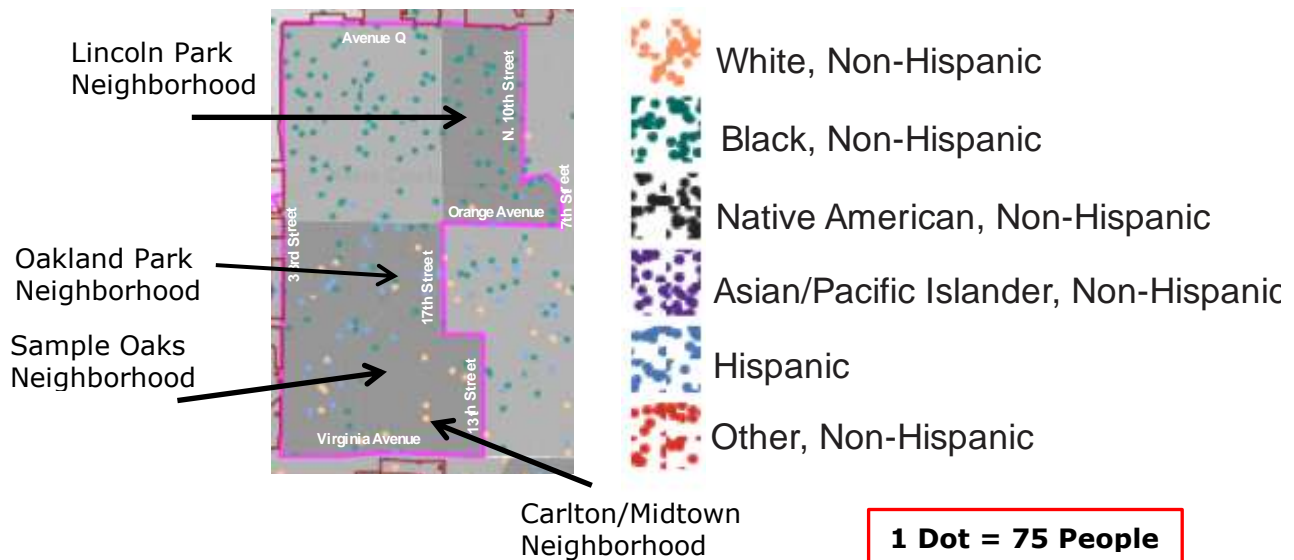 Lincoln Park
Neighborhood
Avenue Q
N. 10th Street
Orange Avenue
7th Street
33rd Street
Oakland Park
Neighborhood
17th Street
Sample Oaks
Neighborhood
13th Street
Virginia Avenue
Carlton/Midtown
Neighborhood
White, Non-Hispanic
Black, Non-Hispanic
Native American, Non-Hispanic
Asian/Pacific Islander, Non-Hispanic
Hispanic
Other, Non-Hispanic
1 Dot = 75 People